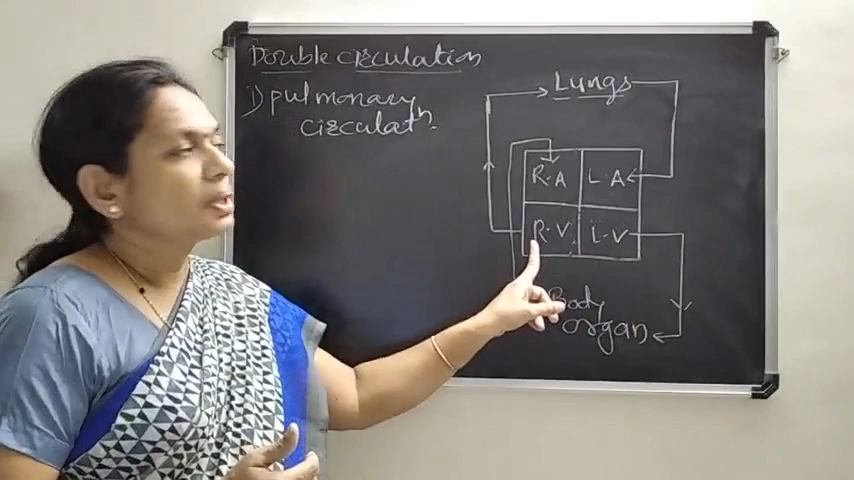 Double circulation
1) pulmonary
circulatn.
Lungs
R.A L.A
R.V. L.V
Body
organ